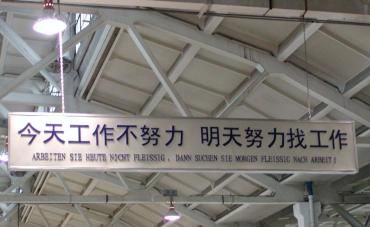 今天工作不努力 明天努力找工作
ARBEITEN SIE HEUTE NICHT FLEISSIG, DANN SUCHEN SIE MORGEN FLEISSIG NACH ARBEIT!